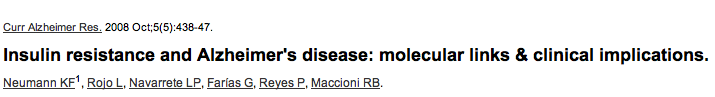 Curr Alzheimer Res. 2008 Oct;5(5):438-47.
Insulin resistance and Alzheimer's disease: molecular links & clinical implications.
Neumann KF1, Rojo L, Navarrete LP, Farías G, Reyes P, Maccioni RB.